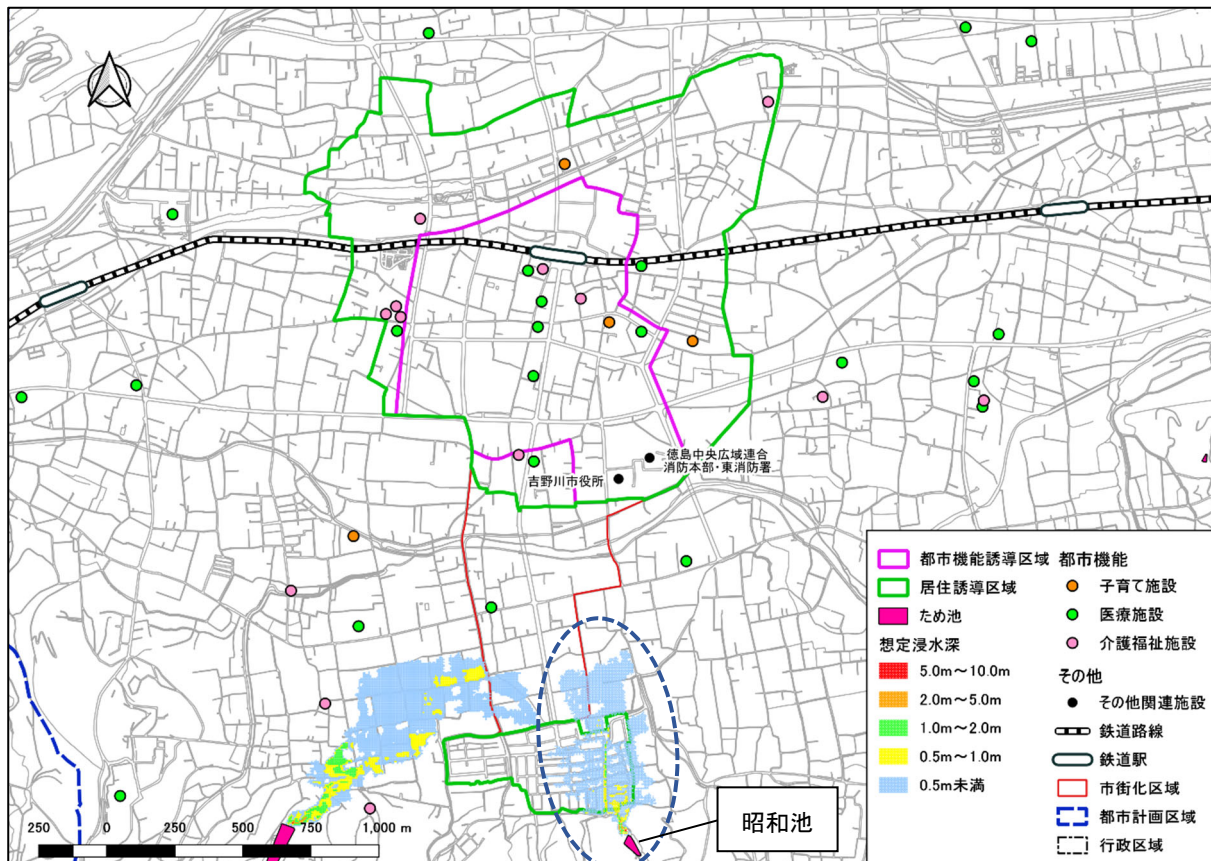 徳島中央広域連合
消防本部・東消防署
吉野川市役所
昭和池
250 0 250 500 750 1,000 m
都市機能誘導区域
居住誘導区域
ため池
想定浸水深
5.0m～10.0m
2.0m～5.0m
1.0m～2.0m
0.5m～1.0m
0.5m未満
都市機能
子育て施設
医療施設
介護福祉施設
その他
その他関連施設
鉄道路線
鉄道駅
市街化区域
都市計画区域
行政区域